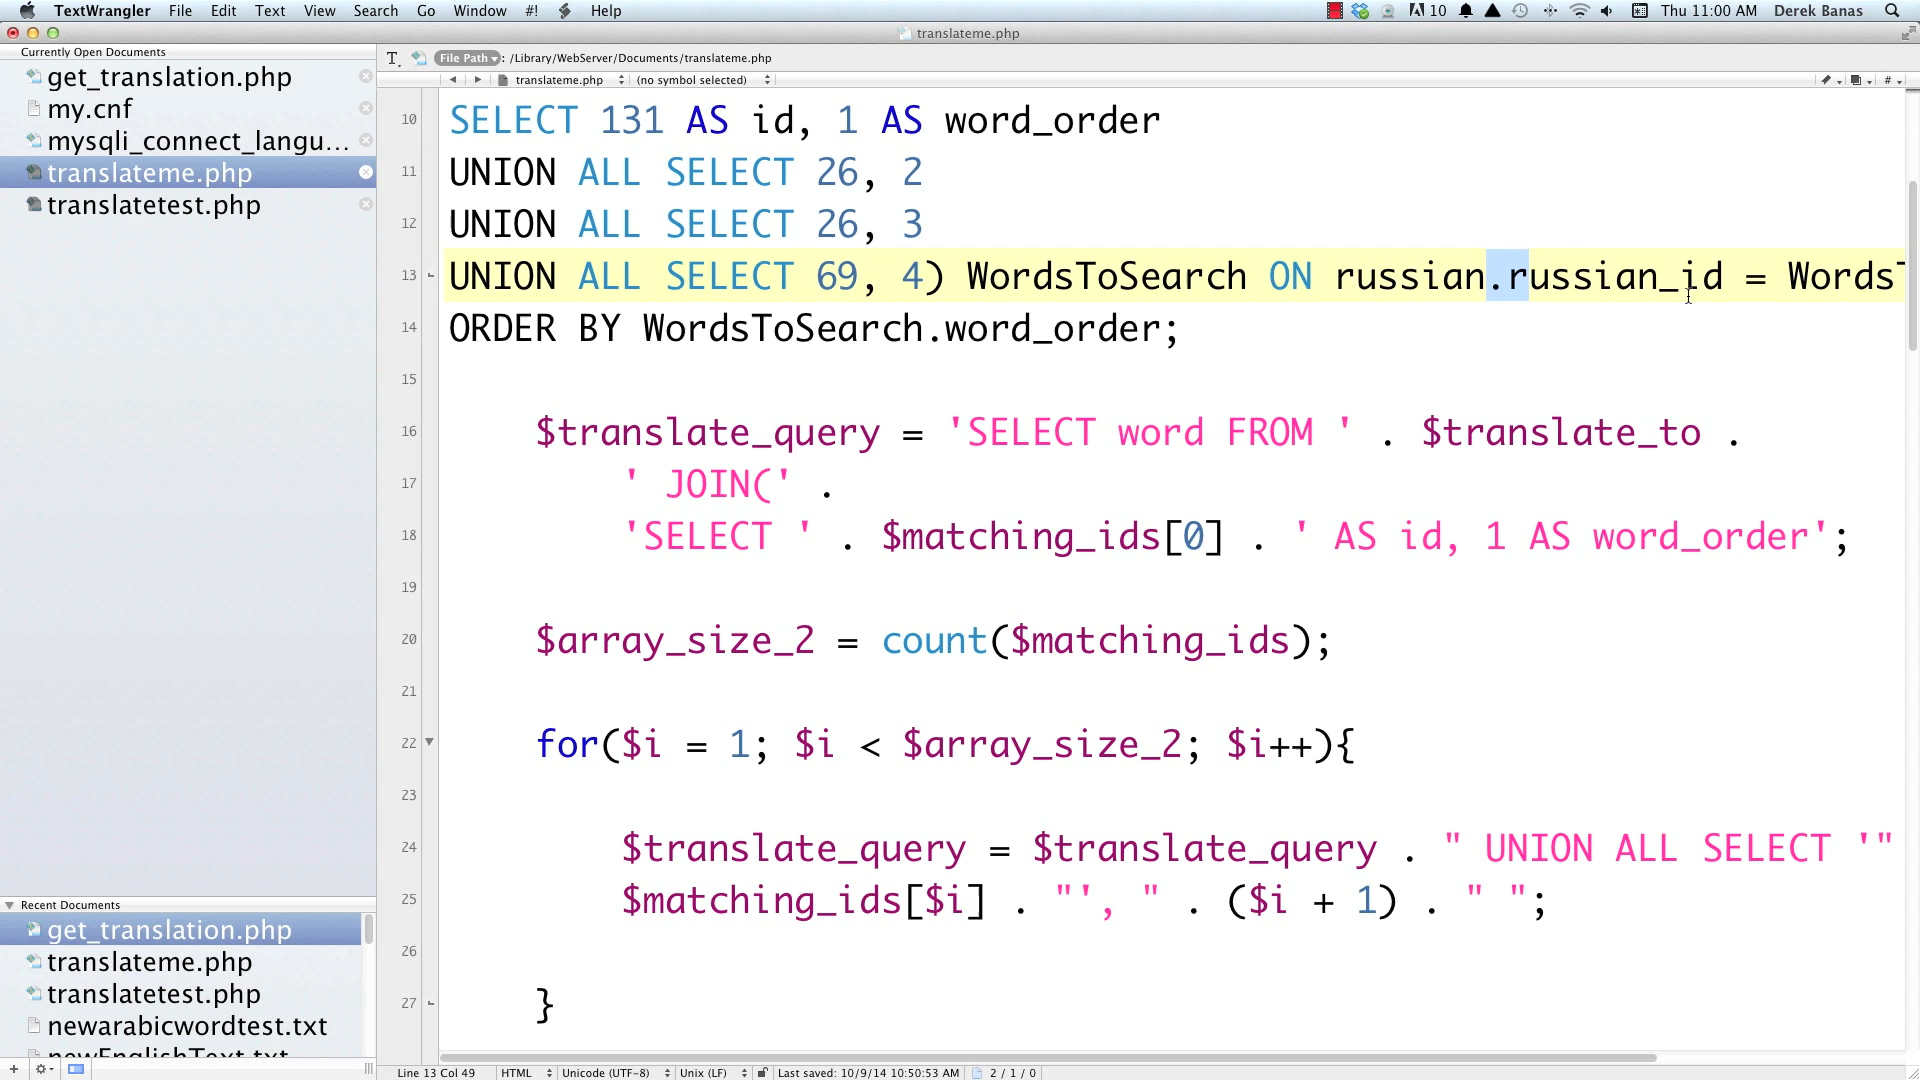 TextWrangler File Edit Text View Search Go Window #! Help 10 Thu 11:00 AM Derek Banas
translateme.php
Currently Open Documents
get_translation.php
my.cnf
mysqli_connect_langu...
translateme.php
translatetest.php
File Path : /Library/WebServer/Documents/translateme.php
translateme.php (no symbol selected)
10 SELECT 131 AS id, 1 AS word_order
11 UNION ALL SELECT 26, 2
12 UNION ALL SELECT 26, 3
13 UNION ALL SELECT 69, 4) WordsToSearch ON russian.russian_id = Words
14 ORDER BY WordsToSearch.word_order;
15
16 $translate_query = 'SELECT word FROM ' . $translate_to .
17 ' JOIN(' .
18 'SELECT ' . $matching_ids[0] . ' AS id, 1 AS word_order';
19
20 $array_size_2 = count($matching_ids);
21
22 for($i = 1; $i < $array_size_2; $i++){
23
24 $translate_query = $translate_query . " UNION ALL SELECT '"
25 $matching_ids[$i] . "', " . ($i + 1) . " ";
26
27 }
Recent Documents
get_translation.php
translateme.php
translatetest.php
newarabicwordtest.txt
newEnglishText.txt
Line 13 Col 49 HTML Unicode (UTF-8) Unix (LF) Last saved: 10/9/14 10:50:53 AM 2 / 1 / 0